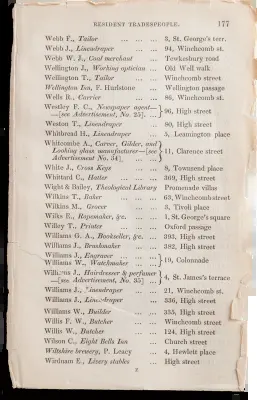 RESIDENT TRADESPEOPLE. 177
Webb F., Tailor ... ... ... 3, St. George's terr.
Webb J., Linendraper ... ... 94, Winchcomb st.
Webb W. J., Coal merchant ... Tewkesbury road
Wellington J., Working optician ... Old Well walk
Wellington T., Tailor ... ... Winchcomb street
Wellington Inn, F. Hurlstone ... Wellington passage
Wells R., Carrier ... ... 86, Winchcomb st.
Westley F. C., Newspaper agent—
—[see Advertisement, No. 25]. ... } 96, High street
Weston T., Linendraper ... ... 80, High street
Whitbread H., Linendraper ... 5, Leamington place
Whitcombe A., Carver, Gilder, and
Looking glass manufacturer—[see
Advertisement No. 54]. } 11, Clarence street
White J., Cross Keys ... ... 8, Townsend place
Whittard C., Hatter ... ... 369, High street
Wight & Bailey, Theological Library Promenade villas
Wilkins T., Baker ... ... 63, Winchcomb street
Wilkins M., Grocer ... ... 3, Tivoli place
Wilks R., Ropemaker, &c. ... ... 1, St. George's square
Willey T., Printer ... ... Oxford passage
Williams G. A., Bookseller, &c. ... 393, High street
Williams J., Brushmaker ... 382, High street
Williams J., Engraver ... ...
Williams W., Watchmaker ... } 10, Colonnade
Williams J., Hairdresser & perfumer
—[see Advertisement, No. 35] ... } 4, St. James's terrace
Williams J., Linendraper ... 21, Winchcomb st.
Williams J., Linendraper ... 336, High street
Williams W., Builder ... ... 355, High street
Willis F. W., Butcher ... ... Winchcomb street
Willis W., Butcher ... ... 124, High street
Wilson C., Eight Bells Inn ... Church street
Wiltshire brewery, P. Leacy ... 4, Hewlett place
Wirdnam E., Livery stables ... High street